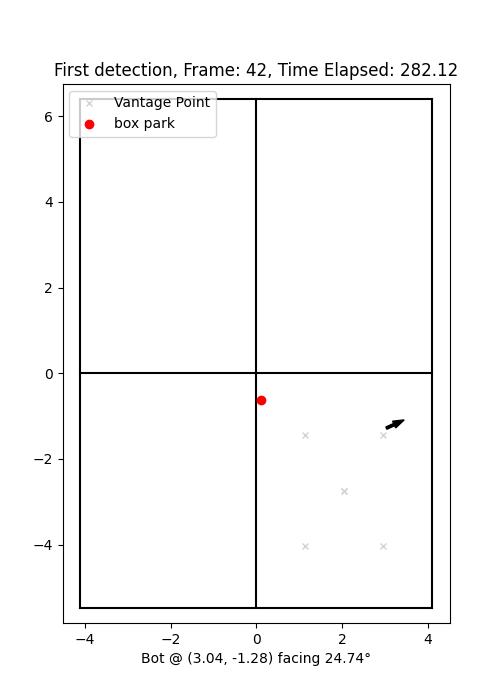 First detection, Frame: 42, Time Elapsed: 282.12
Vantage Point
box park
6
4
2
0
−2
−4
−4
−2
0
2
4
Bot @ (3.04, -1.28) facing 24.74°